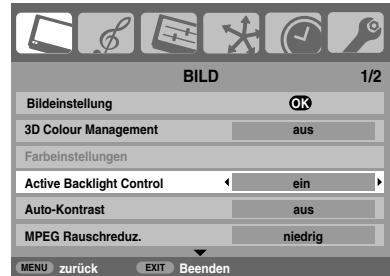 BILD 1/2
Bildeinstellung OK
3D Colour Management aus
Farbeinstellungen
Active Backlight Control ein
Auto-Kontrast aus
MPEG Rauschreduz. niedrig
MENU zurück EXIT Beenden